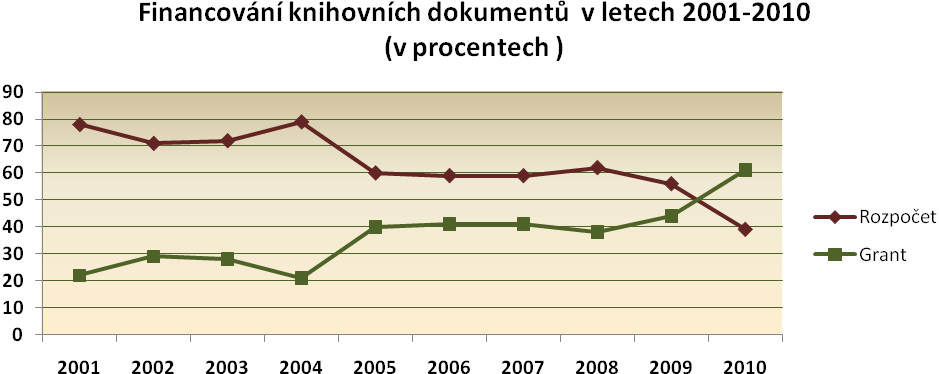 Financování knihovních dokumentů v letech 2001-2010
(v procentech )
90
80
70
60
50
40
30
20
10
0
2001 2002 2003 2004 2005 2006 2007 2008 2009 2010
Rozpočet
Grant